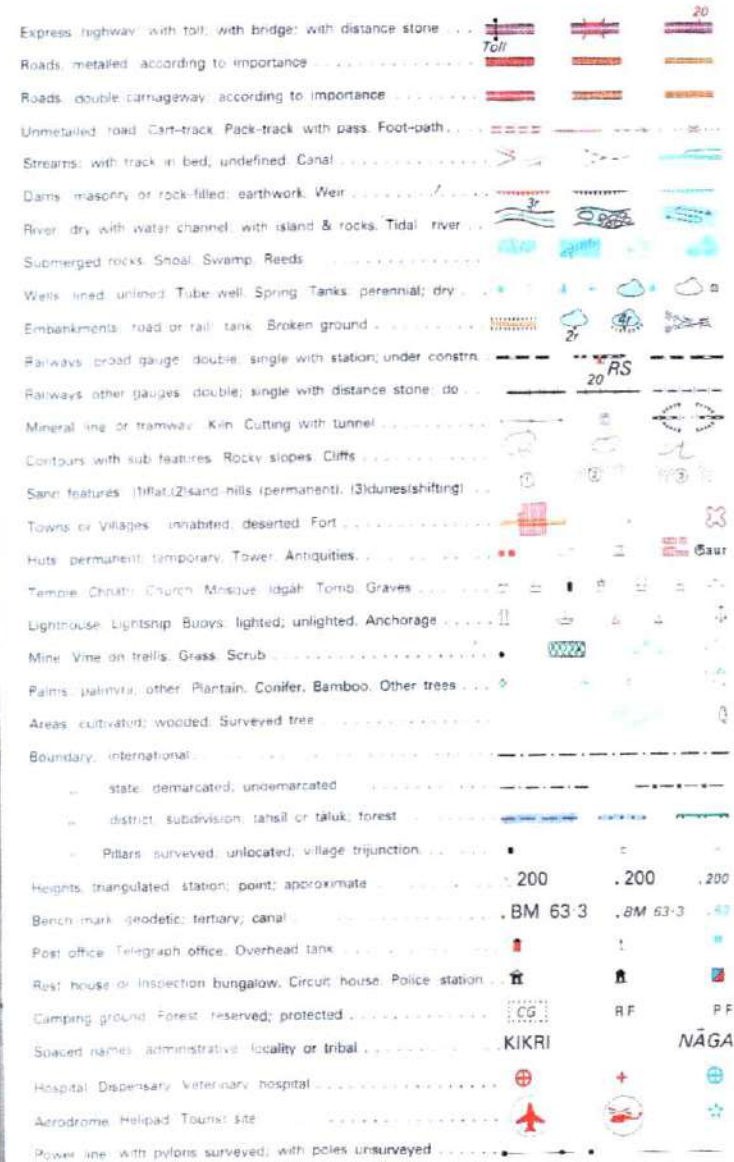 20
Express highway: with toll; with bridge; with distance stone
Toll
Roads, metalled: according to importance
Roads, double carriageway: according to importance
Unmetalled road. Cart-track. Pack-track with pass. Foot-path
Streams: with track in bed; undefined. Canal
Dams: masonry or rock-filled; earthwork. Weir
3r
River: dry with water channel; with island & rocks. Tidal river
Submerged rocks. Shoal. Swamp. Reeds
Wells: lined; unlined. Tube well. Spring. Tanks: perennial; dry
Embankments: road or rail; tank. Broken ground
2r 4r
Railways, broad gauge: double; single with station; under constrn.
RS
Railways, other gauges: double; single with distance stone; do
20
Mineral line or tramway. Kiln. Cutting with tunnel
Contours with sub features. Rocky slopes. Cliffs
Sand features: (1)flat,(2)sand-hills (permanent), (3)dunes(shifting)
① ② ③
Towns or Villages: inhabited; deserted. Fort
Huts: permanent; temporary. Tower. Antiquities
Gaur
Temple. Chhatri. Church. Mosque. Idgāh. Tomb. Graves
Lighthouse. Lightship. Buoys: lighted; unlighted. Anchorage
Mine. Vine on trellis. Grass. Scrub
Palms: palmyra; other. Plantain. Conifer. Bamboo. Other trees
Areas: cultivated; wooded. Surveyed tree
Boundary, international
„ state: demarcated; undemarcated
„ district; subdivision, tahsil or tāluk; forest
„ Pillars: surveyed; unlocated; village trijunction
Heights, triangulated: station; point; approximate .200 .200 .200
Bench-mark: geodetic; tertiary; canal .BM 63·3 .BM 63·3
Post office. Telegraph office. Overhead tank
Rest house or Inspection bungalow. Circuit house. Police station
Camping ground. Forest: reserved; protected CG RF PF
Spaced names: administrative; locality or tribal KIKRI NĀGA
Hospital. Dispensary. Veterinary hospital
Aerodrome. Helipad. Tourist site
Power line: with pylons surveyed; with poles unsurveyed